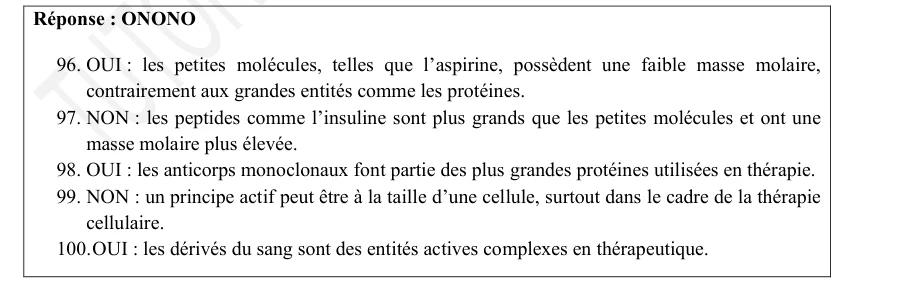 Réponse : ONONO
96. OUI : les petites molécules, telles que l’aspirine, possèdent une faible masse molaire,
contrairement aux grandes entités comme les protéines.
97. NON : les peptides comme l’insuline sont plus grands que les petites molécules et ont une
masse molaire plus élevée.
98. OUI : les anticorps monoclonaux font partie des plus grandes protéines utilisées en thérapie.
99. NON : un principe actif peut être à la taille d’une cellule, surtout dans le cadre de la thérapie
cellulaire.
100.OUI : les dérivés du sang sont des entités actives complexes en thérapeutique.